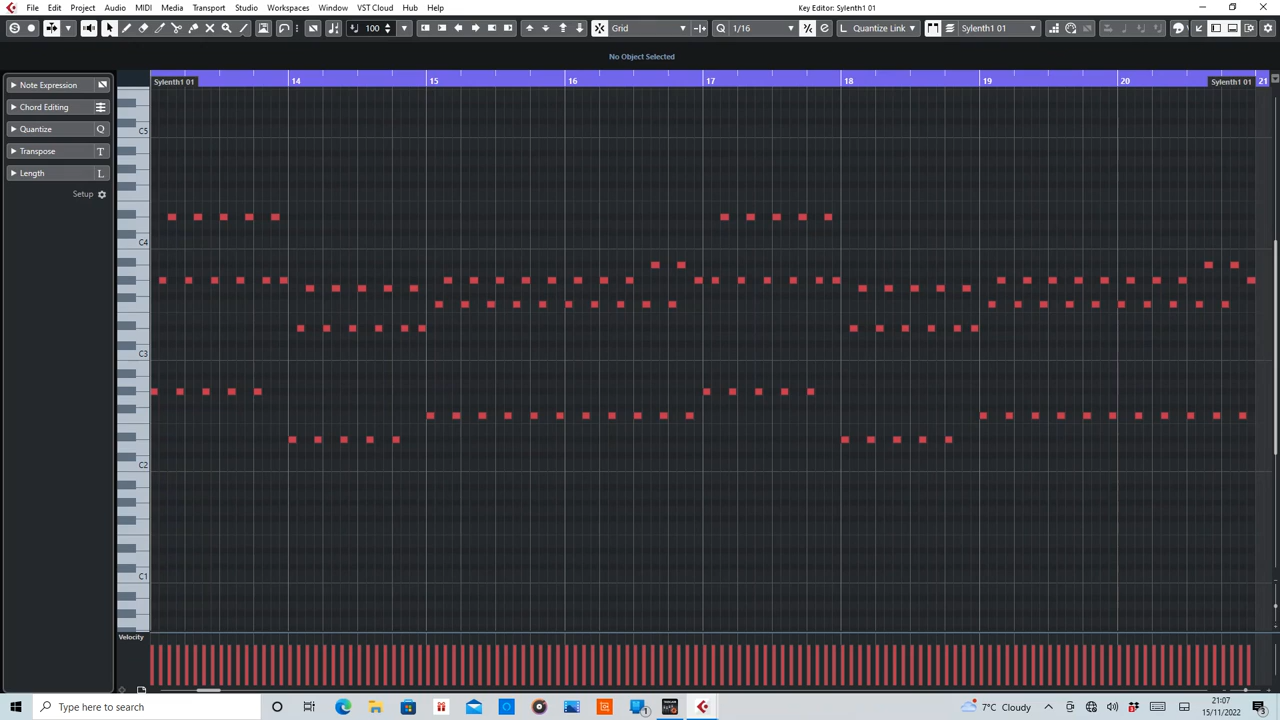 File Edit Project Audio MIDI Media Transport Studio Workspaces Window VST Cloud Hub Help
Key Editor: Sylenth1 01
100 Grid Q 1/16 Quantize Link Sylenth1 01
No Object Selected
Note Expression
Chord Editing
Quantize Q
Transpose T
Length L
Setup
Sylenth1 01 14 15 16 17 18 19 20 Sylenth1 01 21
C5
C4
C3
C2
C1
Velocity
Type here to search
1
7°C Cloudy
21:07
15/11/2022